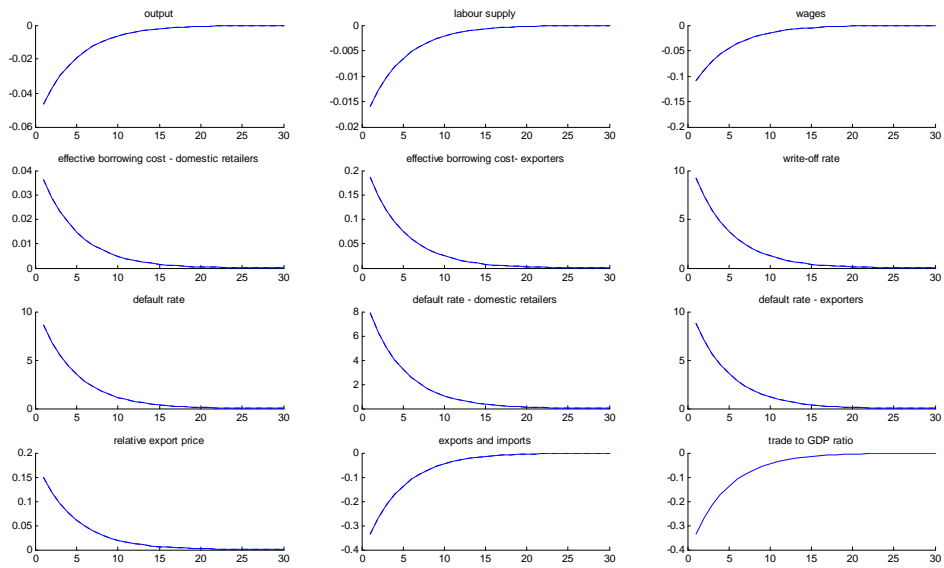 output labour supply wages
0 0 0
-0.02 -0.005 -0.05
-0.01 -0.1
-0.04 -0.015 -0.15
-0.06 -0.02 -0.2
0 5 10 15 20 25 30 0 5 10 15 20 25 30 0 5 10 15 20 25 30
effective borrowing cost - domestic retailers effective borrowing cost- exporters write-off rate
0.04 0.2 10
0.03 0.15
0.02 0.1 5
0.01 0.05
0 0 0
0 5 10 15 20 25 30 0 5 10 15 20 25 30 0 5 10 15 20 25 30
default rate default rate - domestic retailers default rate - exporters
10 8 10
6
5 4 5
2
0 0 0
0 5 10 15 20 25 30 0 5 10 15 20 25 30 0 5 10 15 20 25 30
relative export price exports and imports trade to GDP ratio
0.2 0 0
0.15 -0.1 -0.1
0.1 -0.2 -0.2
0.05 -0.3 -0.3
0 -0.4 -0.4
0 5 10 15 20 25 30 0 5 10 15 20 25 30 0 5 10 15 20 25 30